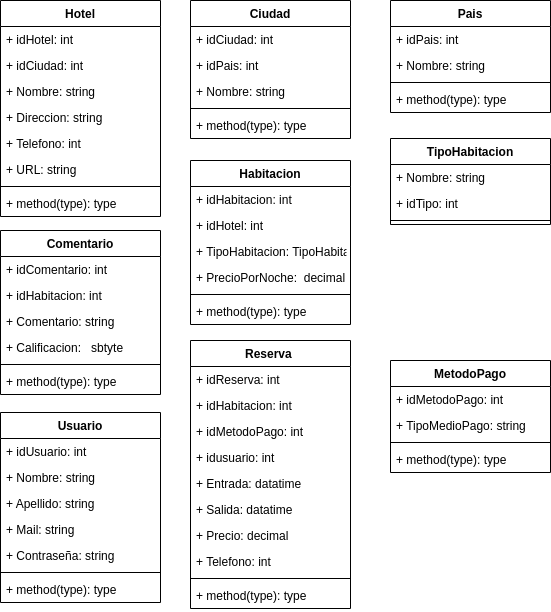 Hotel
+ idHotel: int
+ idCiudad: int
+ Nombre: string
+ Direccion: string
+ Telefono: int
+ URL: string
+ method(type): type
Comentario
+ idComentario: int
+ idHabitacion: int
+ Comentario: string
+ Calificacion:   sbtyte
+ method(type): type
Usuario
+ idUsuario: int
+ Nombre: string
+ Apellido: string
+ Mail: string
+ Contraseña: string
+ method(type): type
Ciudad
+ idCiudad: int
+ idPais: int
+ Nombre: string
+ method(type): type
Habitacion
+ idHabitacion: int
+ idHotel: int
+ TipoHabitacion: TipoHabita
+ PrecioPorNoche:  decimal
+ method(type): type
Reserva
+ idReserva: int
+ idHabitacion: int
+ idMetodoPago: int
+ idusuario: int
+ Entrada: datatime
+ Salida: datatime
+ Precio: decimal
+ Telefono: int
+ method(type): type
Pais
+ idPais: int
+ Nombre: string
+ method(type): type
TipoHabitacion
+ Nombre: string
+ idTipo: int
MetodoPago
+ idMetodoPago: int
+ TipoMedioPago: string
+ method(type): type